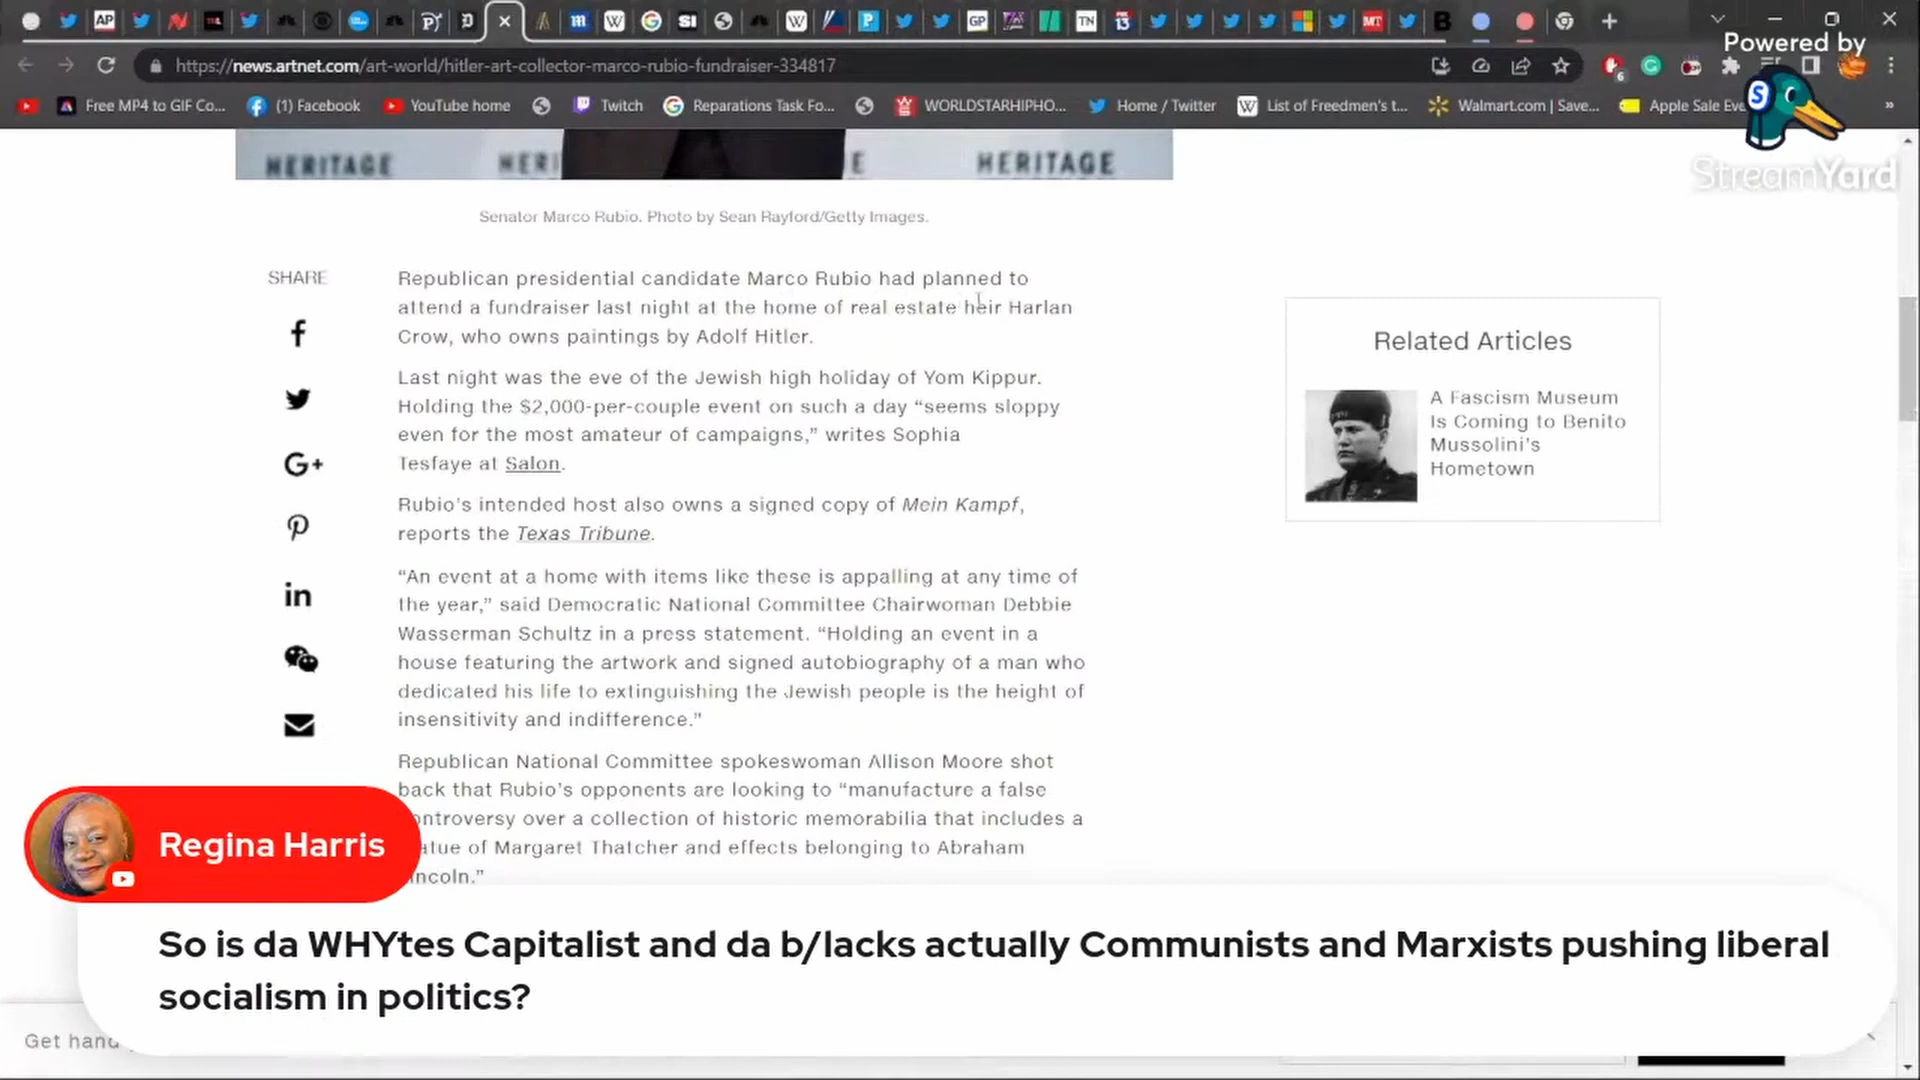 Powered by
StreamYard
https://news.artnet.com/art-world/hitler-art-collector-marco-rubio-fundraiser-334817
Free MP4 to GIF Co...
(1) Facebook
YouTube home
Twitch
Reparations Task Fo...
WORLDSTARHIPHO...
Home / Twitter
List of Freedmen's t...
Walmart.com | Save...
Apple Sale Eve
HERITAGE HERI E HERITAGE
Senator Marco Rubio. Photo by Sean Rayford/Getty Images.
SHARE
Republican presidential candidate Marco Rubio had planned to
attend a fundraiser last night at the home of real estate heir Harlan
Crow, who owns paintings by Adolf Hitler.
Last night was the eve of the Jewish high holiday of Yom Kippur.
Holding the $2,000-per-couple event on such a day “seems sloppy
even for the most amateur of campaigns,” writes Sophia
Tesfaye at Salon.
Rubio’s intended host also owns a signed copy of Mein Kampf,
reports the Texas Tribune.
“An event at a home with items like these is appalling at any time of
the year,” said Democratic National Committee Chairwoman Debbie
Wasserman Schultz in a press statement. “Holding an event in a
house featuring the artwork and signed autobiography of a man who
dedicated his life to extinguishing the Jewish people is the height of
insensitivity and indifference.”
Republican National Committee spokeswoman Allison Moore shot
back that Rubio’s opponents are looking to “manufacture a false
ontroversy over a collection of historic memorabilia that includes a
atue of Margaret Thatcher and effects belonging to Abraham
incoln.”
Related Articles
A Fascism Museum
Is Coming to Benito
Mussolini’s
Hometown
Regina Harris
So is da WHYtes Capitalist and da b/lacks actually Communists and Marxists pushing liberal
socialism in politics?
Get hand